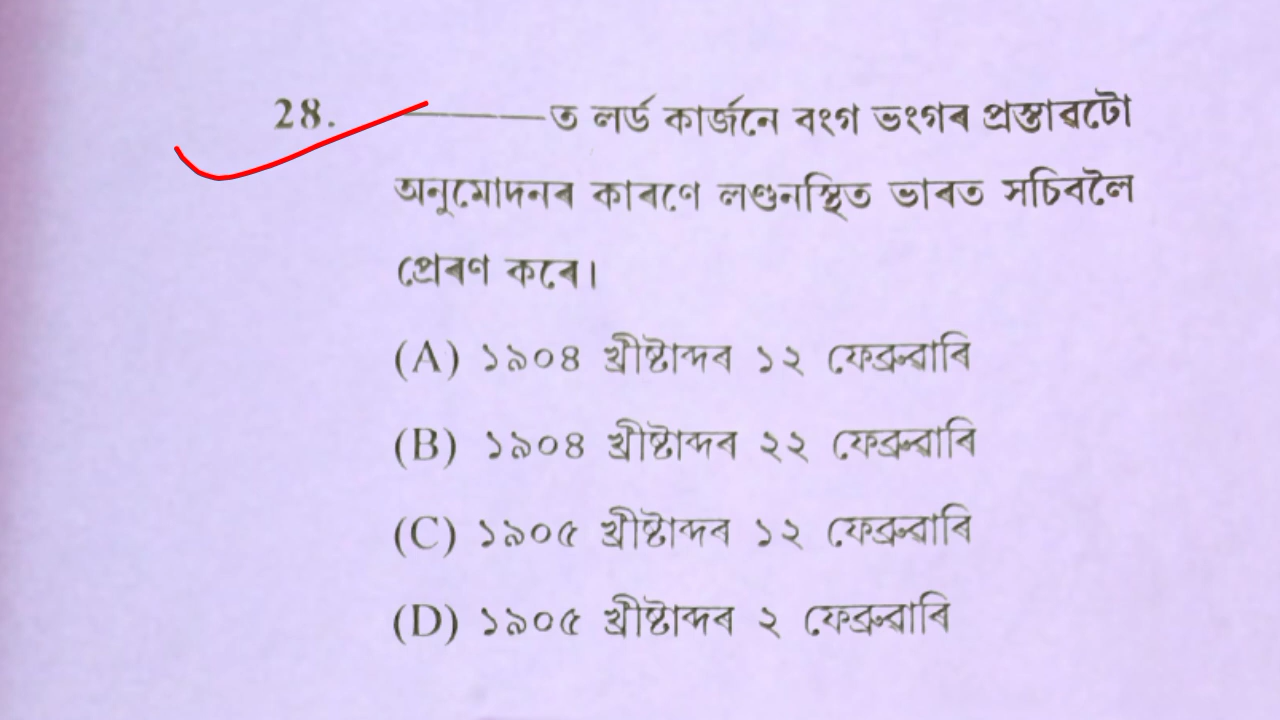 28. ———ত লৰ্ড কাৰ্জনে বংগ ভংগৰ প্ৰস্তাৱটো
অনুমোদনৰ কাৰণে লণ্ডনস্থিত ভাৰত সচিবলৈ
প্ৰেৰণ কৰে।
(A) ১৯০৪ খ্ৰীষ্টাব্দৰ ১২ ফেব্ৰুৱাৰি
(B) ১৯০৪ খ্ৰীষ্টাব্দৰ ২২ ফেব্ৰুৱাৰি
(C) ১৯০৫ খ্ৰীষ্টাব্দৰ ১২ ফেব্ৰুৱাৰি
(D) ১৯০৫ খ্ৰীষ্টাব্দৰ ২ ফেব্ৰুৱাৰি